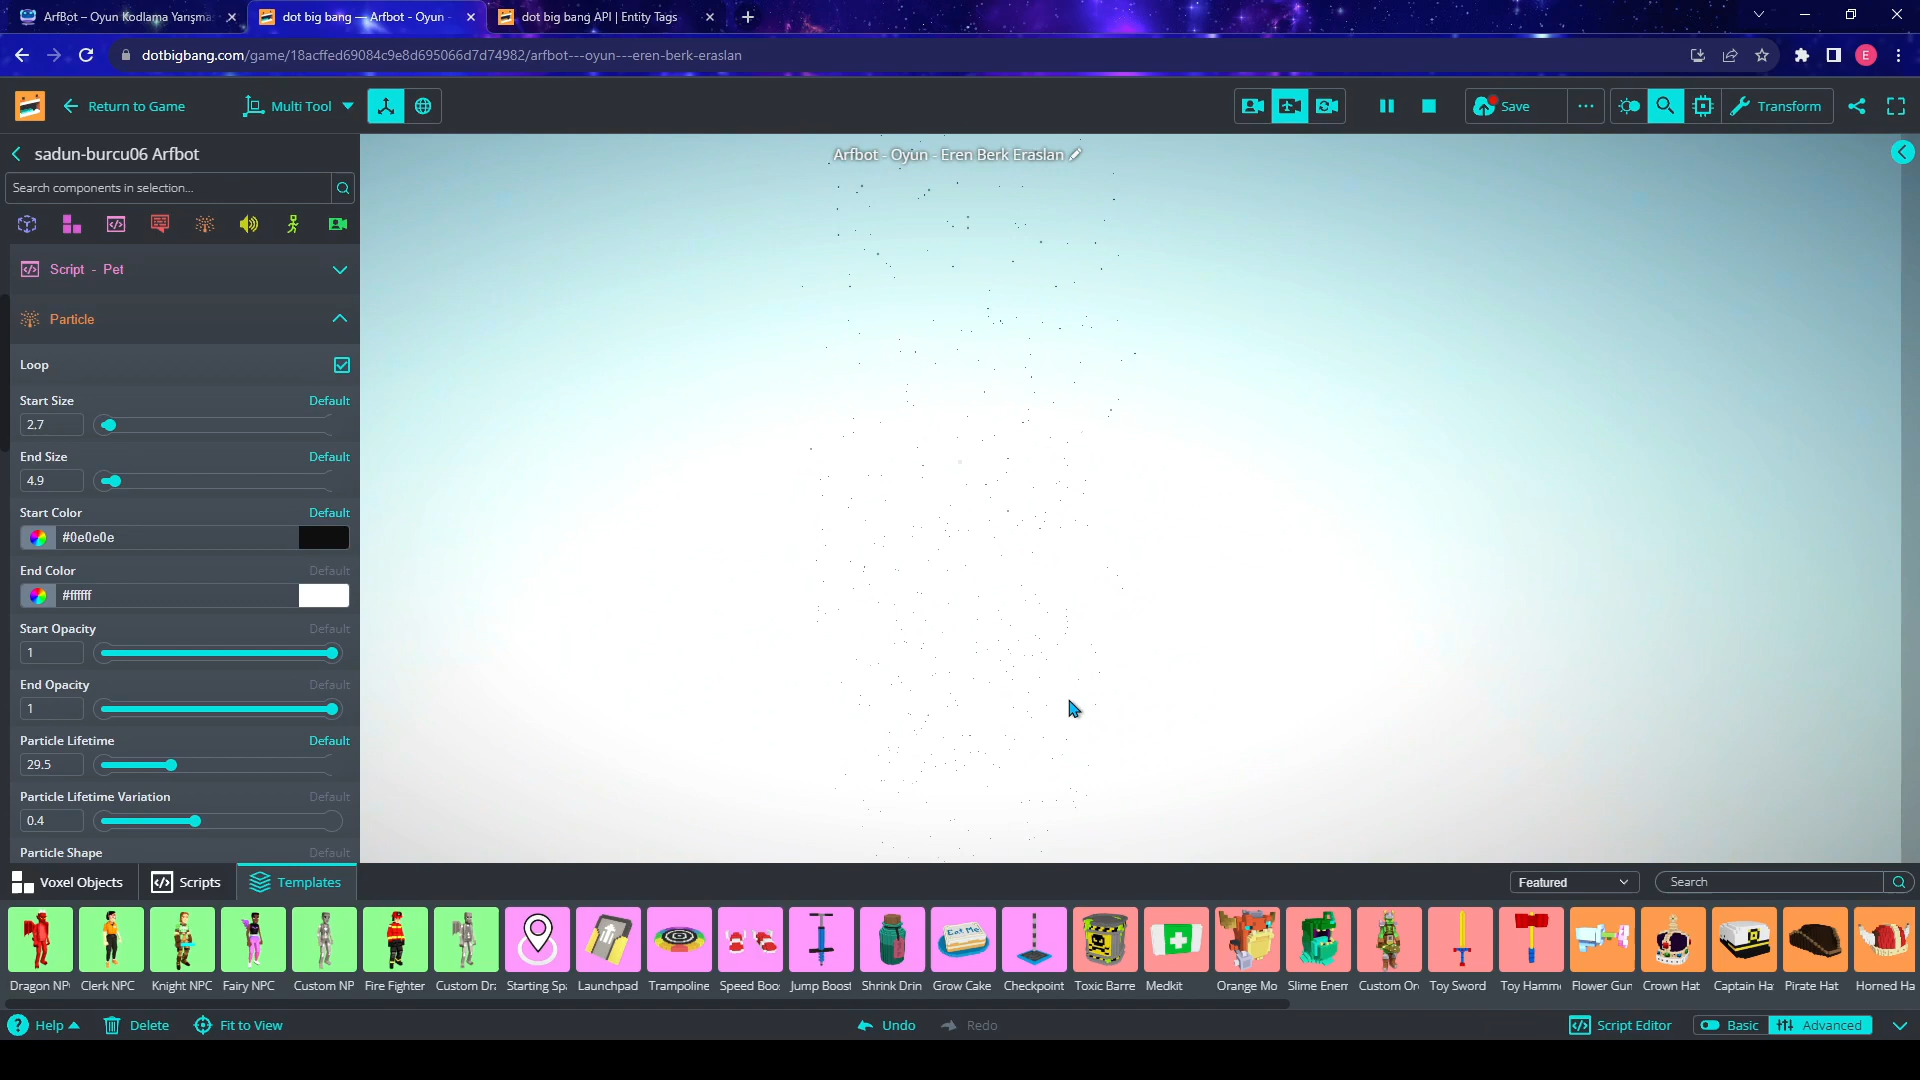 ArfBot – Oyun Kodlama Yarışma
dot big bang — Arfbot - Oyun -
dot big bang API | Entity Tags
dotbigbang.com/game/18acffed69084c9e8d695066d7d74982/arfbot---oyun---eren-berk-eraslan
E
Return to Game
Multi Tool
Save
Transform
sadun-burcu06 Arfbot
Arfbot - Oyun - Eren Berk Eraslan
Search components in selection...
Script - Pet
Particle
Loop
Start Size
Default
2.7
End Size
Default
4.9
Start Color
Default
#0e0e0e
End Color
Default
#ffffff
Start Opacity
Default
1
End Opacity
Default
1
Particle Lifetime
Default
29.5
Particle Lifetime Variation
Default
0.4
Particle Shape
Default
Voxel Objects
Scripts
Templates
Featured
Search
Eat Me
Dragon NP
Clerk NPC
Knight NPC
Fairy NPC
Custom NP
Fire Fighter
Custom Dr
Starting Sp
Launchpad
Trampoline
Speed Boo
Jump Boost
Shrink Drin
Grow Cake
Checkpoint
Toxic Barre
Medkit
Orange Mo
Slime Enem
Custom Or
Toy Sword
Toy Hamm
Flower Gun
Crown Hat
Captain Ha
Pirate Hat
Horned Ha
Help
Delete
Fit to View
Undo
Redo
Script Editor
Basic
Advanced